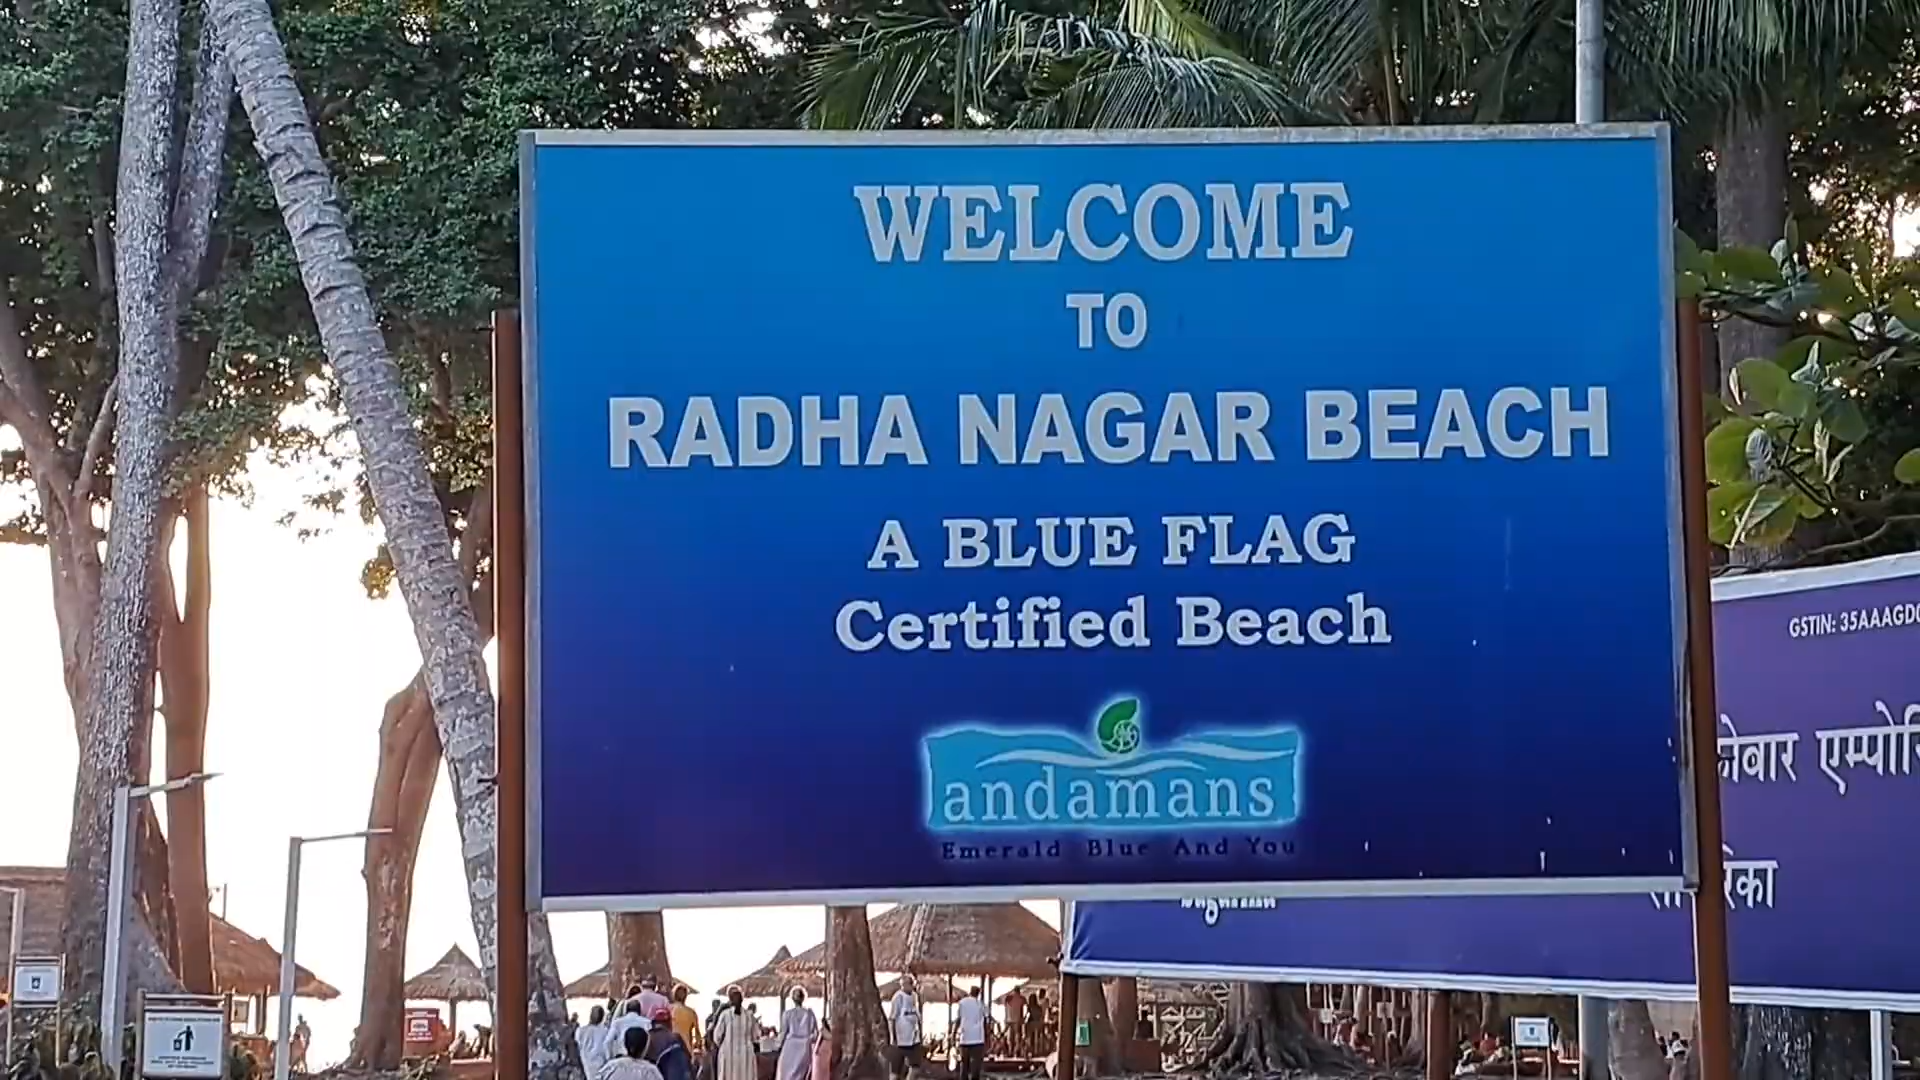 WELCOME
TO
RADHA NAGAR BEACH
A BLUE FLAG
Certified Beach
andamans
Emerald Blue And You
GSTIN: 35AAAGD
एम्पोरि